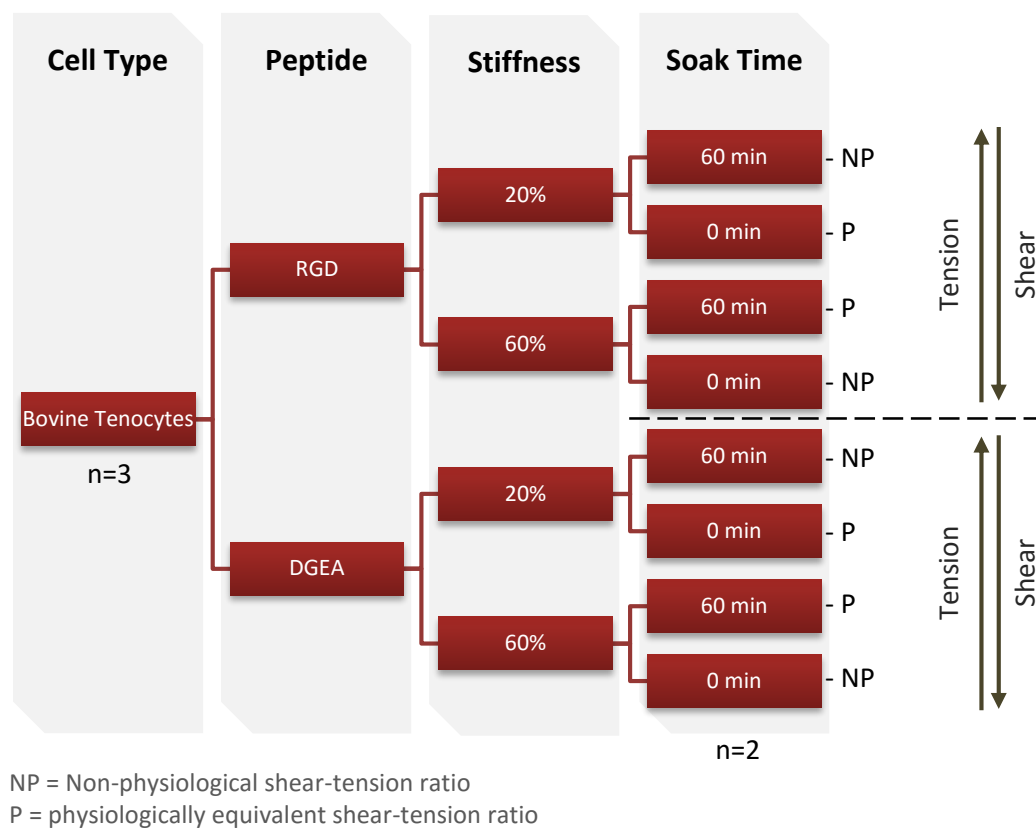 Cell Type
Peptide
Stiffness
Soak Time
Bovine Tenocytes
n=3
RGD
DGEA
20%
60%
20%
60%
60 min - NP
0 min - P
60 min - P
0 min - NP
60 min - NP
0 min - P
60 min - P
0 min - NP
n=2
Tension
Shear
Tension
Shear
NP = Non-physiological shear-tension ratio
P = physiologically equivalent shear-tension ratio